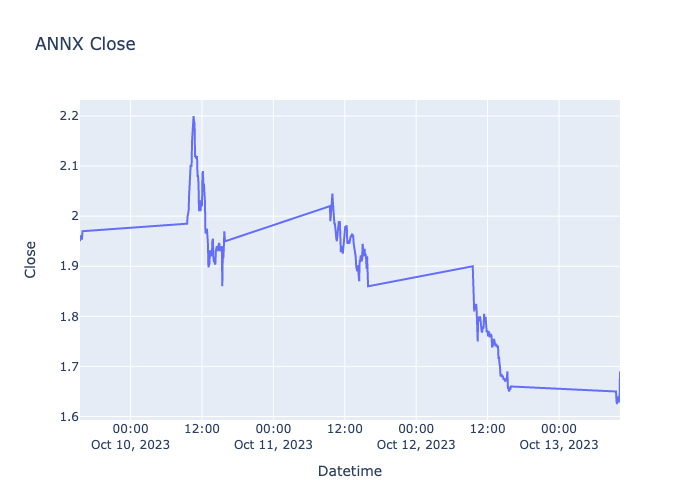 ANNX Close
2.2
2.1
2
1.9
1.8
1.7
1.6
Close
00:00 12:00 00:00 12:00 00:00 12:00 00:00
Oct 10, 2023 Oct 11, 2023 Oct 12, 2023 Oct 13, 2023
Datetime